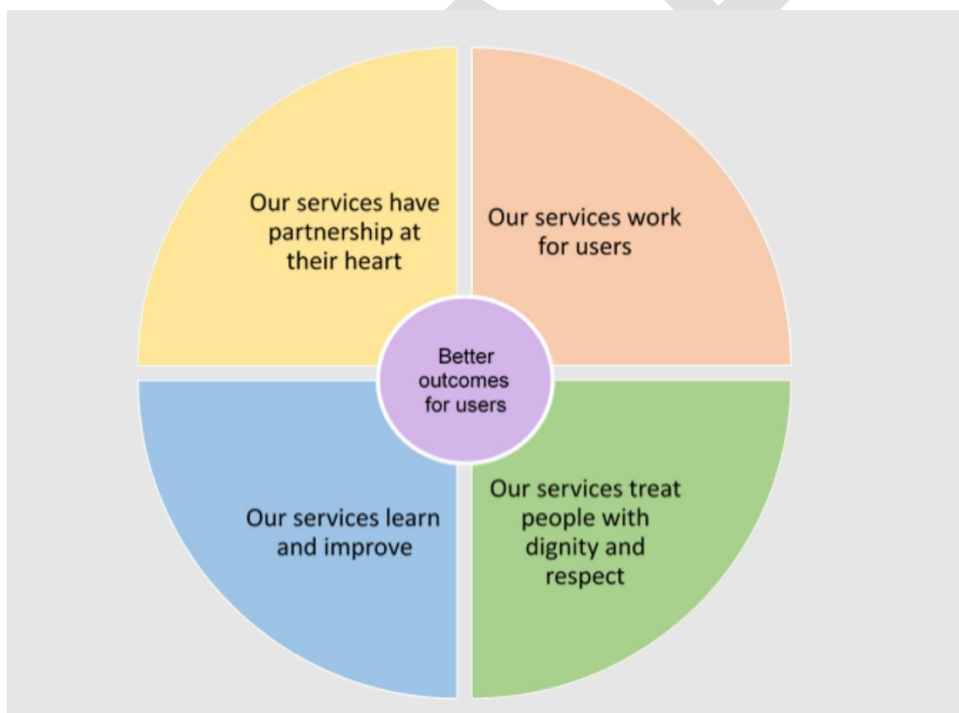 Our services have
partnership at
their heart
Our services work
for users
Better
outcomes
for users
Our services learn
and improve
Our services treat
people with
dignity and
respect